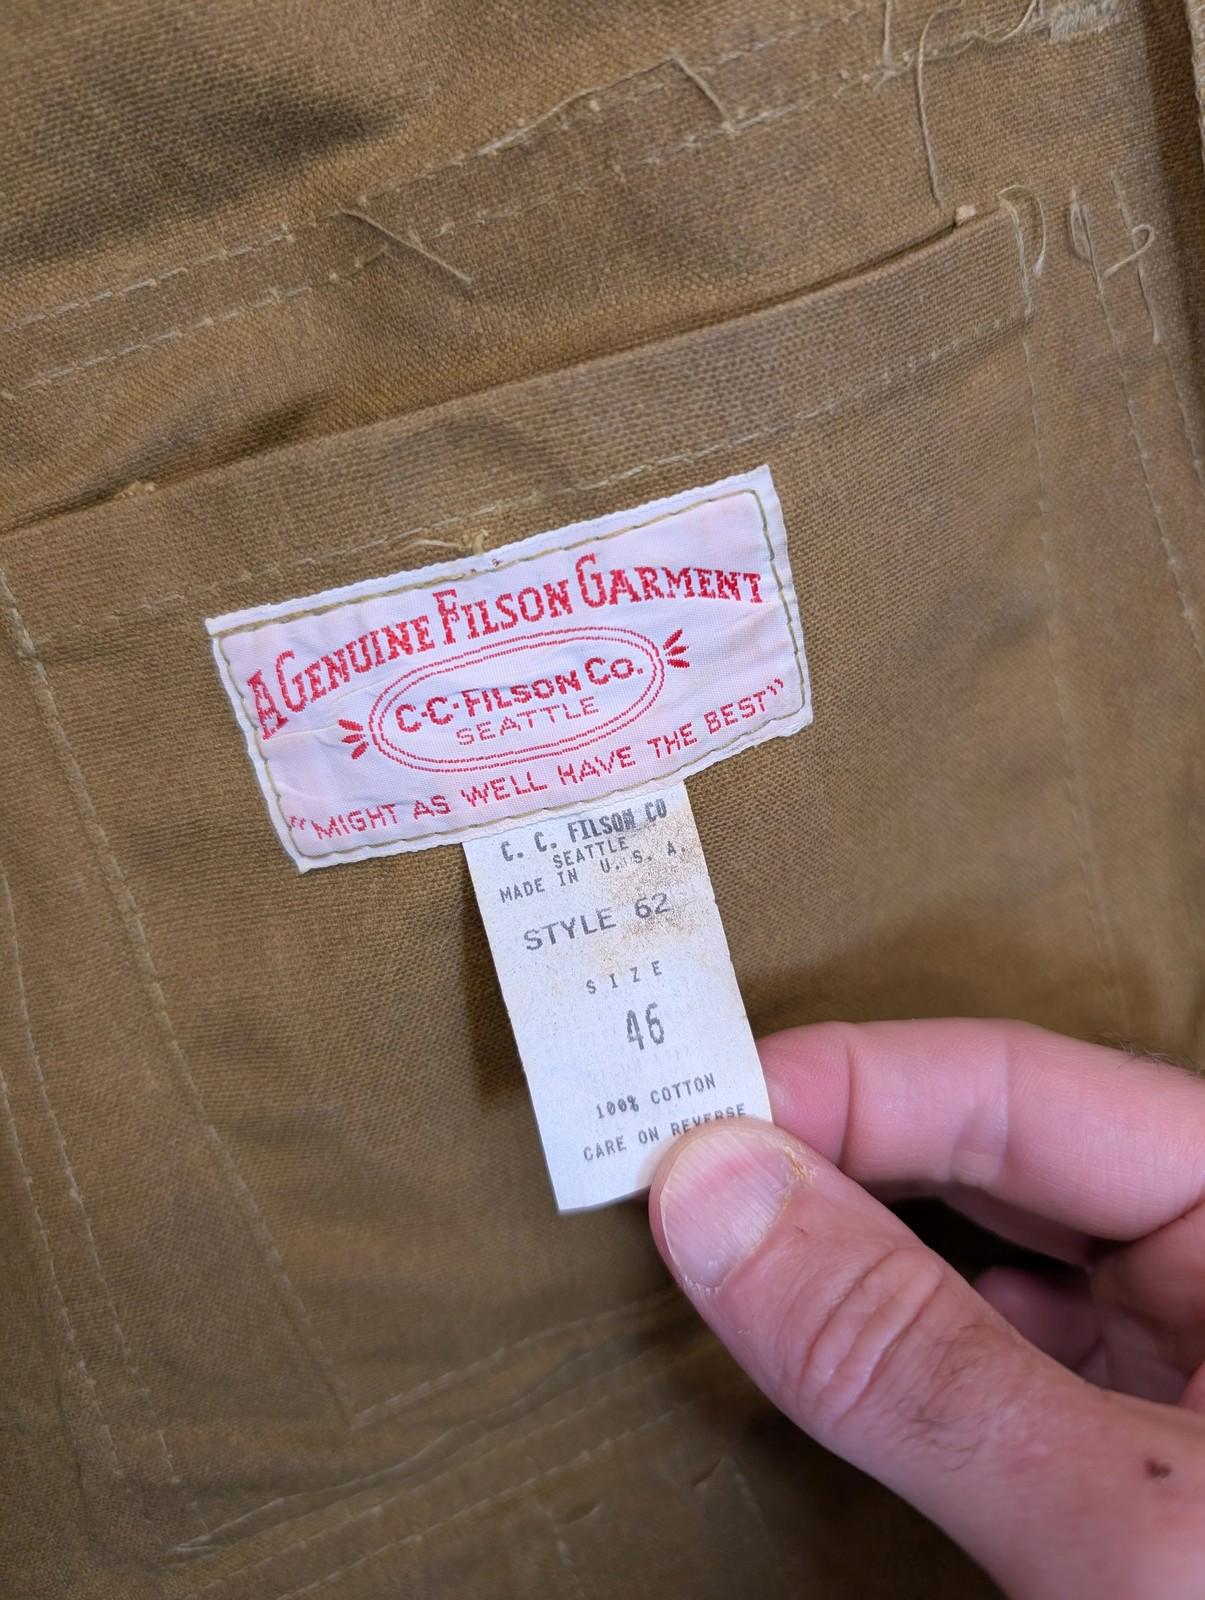 A GENUINE FILSON GARMENT
C·C·FILSON CO.
SEATTLE
"MIGHT AS WELL HAVE THE BEST"
C. C. FILSON CO
SEATTLE
MADE IN U. S. A.
STYLE 62
SIZE
46
100% COTTON
CARE ON REVERSE